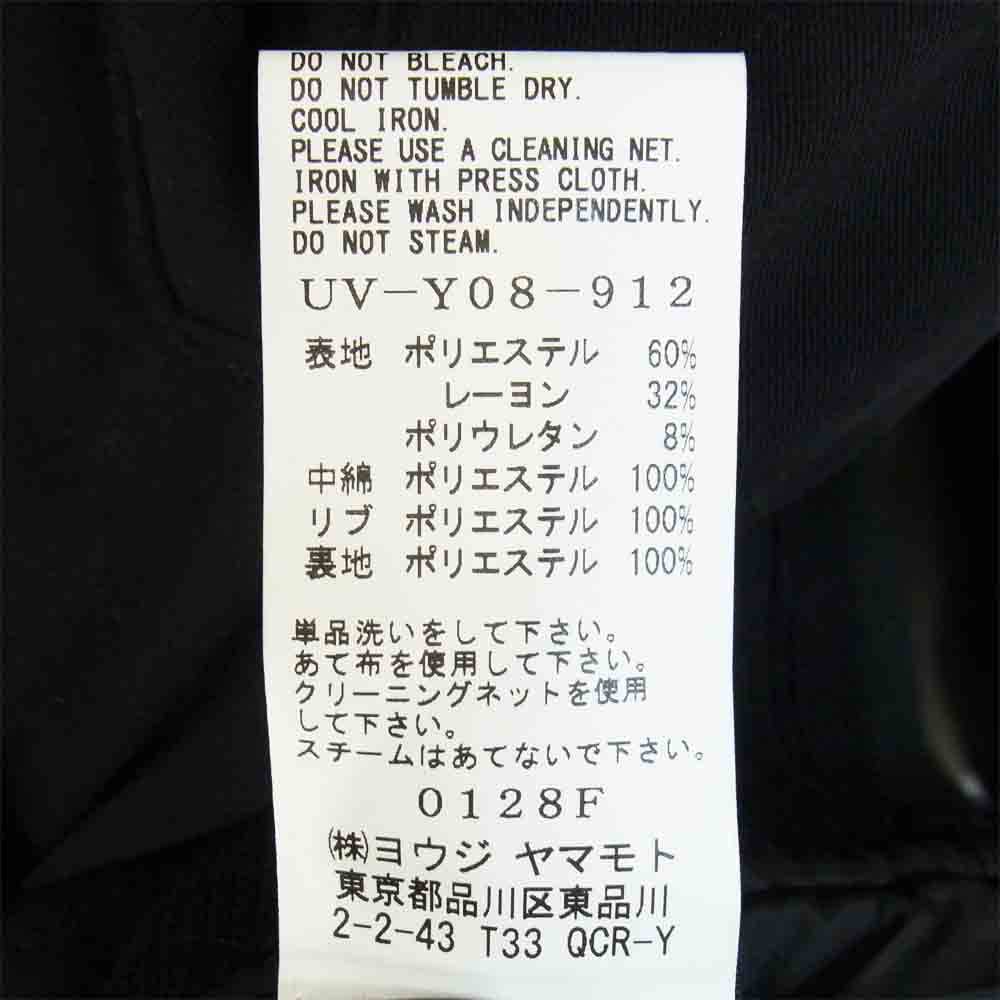 DO NOT BLEACH.
DO NOT TUMBLE DRY.
COOL IRON.
PLEASE USE A CLEANING NET.
IRON WITH PRESS CLOTH.
PLEASE WASH INDEPENDENTLY.
DO NOT STEAM.
UV-Y08-912
表地 ポリエステル 60%
レーヨン 32%
ポリウレタン 8%
中綿 ポリエステル 100%
リブ ポリエステル 100%
裏地 ポリエステル 100%
単品洗いをして下さい。
あて布を使用して下さい。
クリーニングネットを使用
して下さい。
スチームはあてないで下さい。
0128F
㈱ヨウジ ヤマモト
東京都品川区東品川
2-2-43 T33 QCR-Y